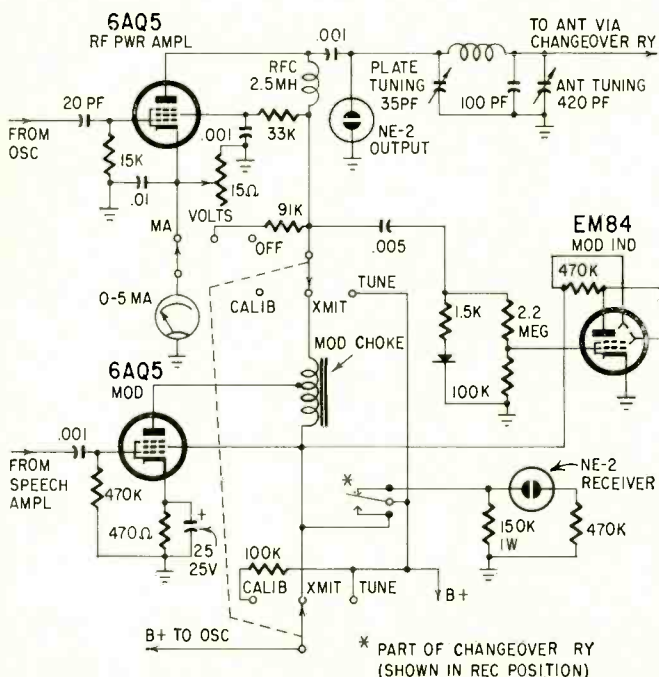 6AQ5
RF PWR AMPL
.001
TO ANT VIA
CHANGEOVER RY
RFC
2.5MH
PLATE
TUNING
35PF
100 PF
ANT TUNING
420 PF
20 PF
FROM
OSC
.001
33K
NE-2
OUTPUT
15K
.01
15Ω
VOLTS
MA
91K
OFF
.005
EM84
MOD IND
470K
0-5 MA
CALIB
XMIT
TUNE
1.5K
2.2
MEG
MOD CHOKE
100K
6AQ5
MOD
.001
FROM
SPEECH
AMPL
470K
470Ω
+
25
25V
*
NE-2
RECEIVER
150K
1W
470K
100K
CALIB
XMIT
TUNE
B+
B+ TO OSC
* PART OF CHANGEOVER RY
(SHOWN IN REC POSITION)